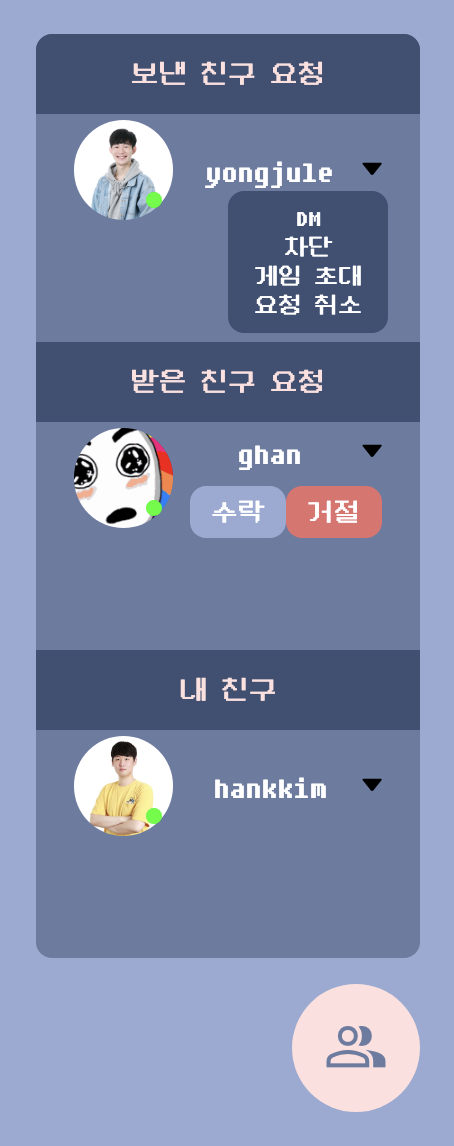 보낸 친구 요청
yongjule
DM
차단
게임 초대
요청 취소
받은 친구 요청
ghan
수락 거절
내 친구
hankkim